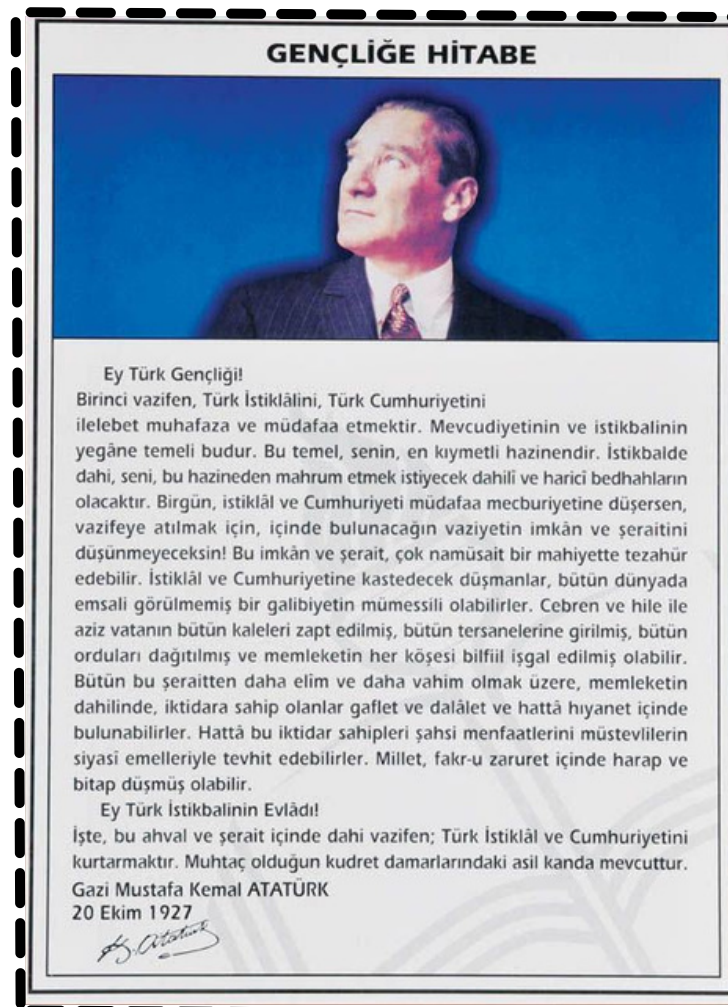 GENÇLİĞE HİTABE
Ey Türk Gençliği!
Birinci vazifen, Türk İstiklâlini, Türk Cumhuriyetini
ilelebet muhafaza ve müdafaa etmektir. Mevcudiyetinin ve istikbalinin
yegâne temeli budur. Bu temel, senin, en kıymetli hazinendir. İstikbalde
dahi, seni, bu hazineden mahrum etmek istiyecek dahilî ve haricî bedhahların
olacaktır. Birgün, istiklâl ve Cumhuriyeti müdafaa mecburiyetine düşersen,
vazifeye atılmak için, içinde bulunacağın vaziyetin imkân ve şeraitini
düşünmeyeceksin! Bu imkân ve şerait, çok namüsait bir mahiyette tezahür
edebilir. İstiklâl ve Cumhuriyetine kastedecek düşmanlar, bütün dünyada
emsali görülmemiş bir galibiyetin mümessili olabilirler. Cebren ve hile ile
aziz vatanın bütün kaleleri zapt edilmiş, bütün tersanelerine girilmiş, bütün
orduları dağıtılmış ve memleketin her köşesi bilfiil işgal edilmiş olabilir.
Bütün bu şeraitten daha elîm ve daha vahim olmak üzere, memleketin
dahilinde, iktidara sahip olanlar gaflet ve dalâlet ve hattâ hıyanet içinde
bulunabilirler. Hattâ bu iktidar sahipleri şahsi menfaatlerini müstevlilerin
siyasî emelleriyle tevhit edebilirler. Millet, fakr-u zaruret içinde harap ve
bitap düşmüş olabilir.
Ey Türk İstikbalinin Evlâdı!
İşte, bu ahval ve şerait içinde dahi vazifen; Türk İstiklâl ve Cumhuriyetini
kurtarmaktır. Muhtaç olduğun kudret damarlarındaki asil kanda mevcuttur.
Gazi Mustafa Kemal ATATÜRK
20 Ekim 1927
K. Atatürk